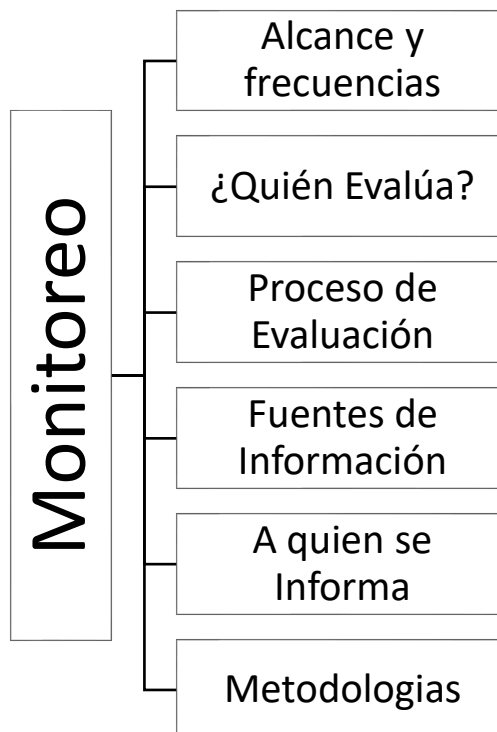 Monitoreo
Alcance y
frecuencias
¿Quién Evalúa?
Proceso de
Evaluación
Fuentes de
Información
A quien se
Informa
Metodologias